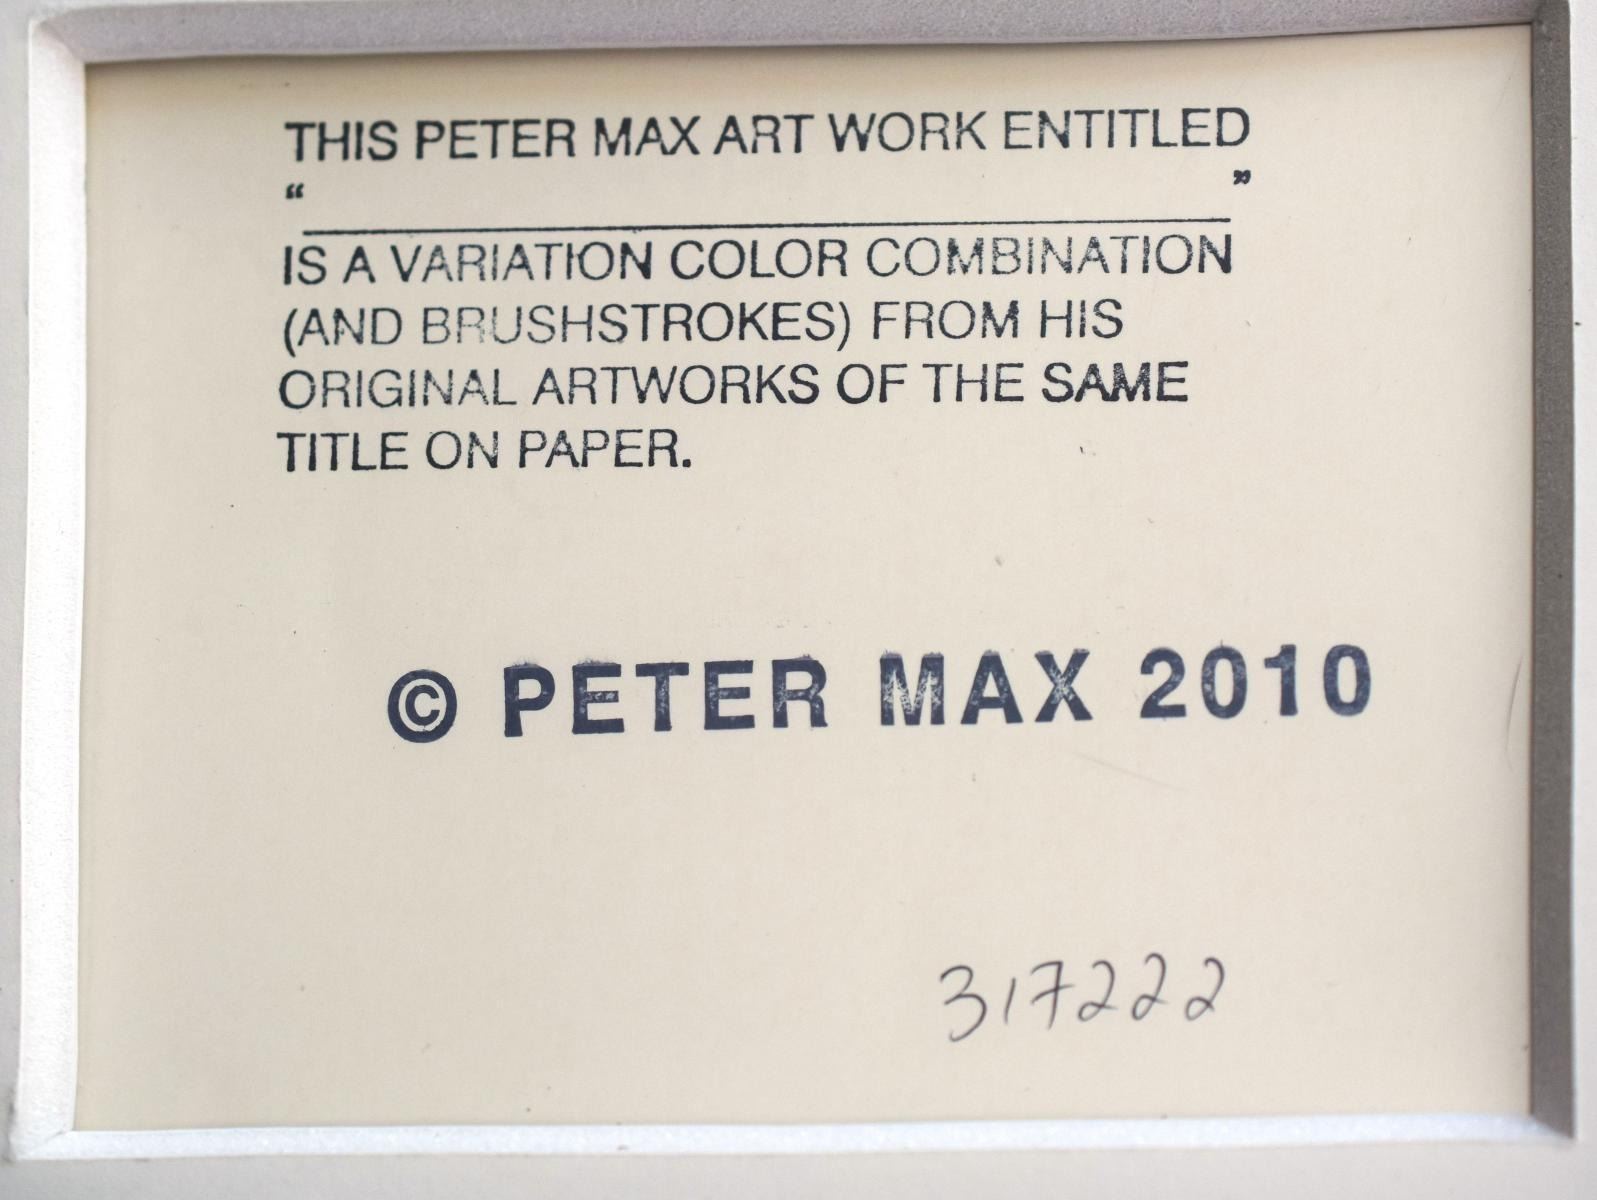 THIS PETER MAX ART WORK ENTITLED
“ ”
IS A VARIATION COLOR COMBINATION
(AND BRUSHSTROKES) FROM HIS
ORIGINAL ARTWORKS OF THE SAME
TITLE ON PAPER.
© PETER MAX 2010
317222